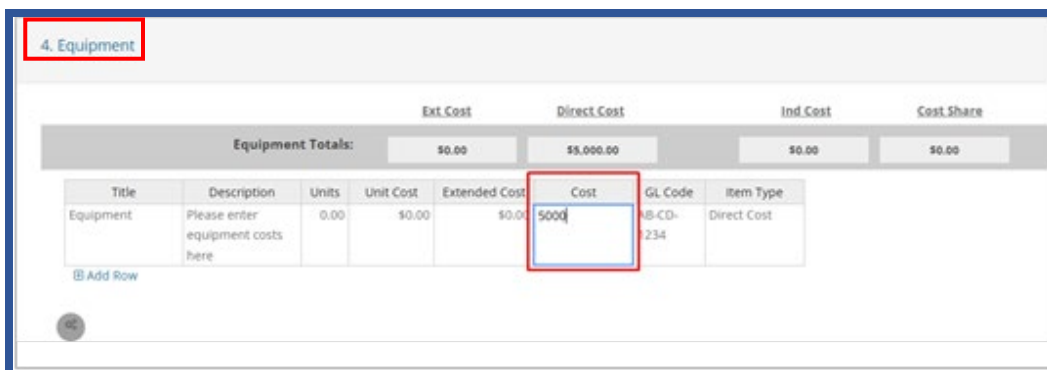 4. Equipment
Ext Cost Direct Cost Ind Cost Cost Share
Equipment Totals: $0.00 $5,000.00 $0.00 $0.00
Title Description Units Unit Cost Extended Cost Cost GL Code Item Type
Equipment Please enter 0.00 $0.00 $0.00 5000 AB-CD- Direct Cost
equipment costs 1234
here
Add Row